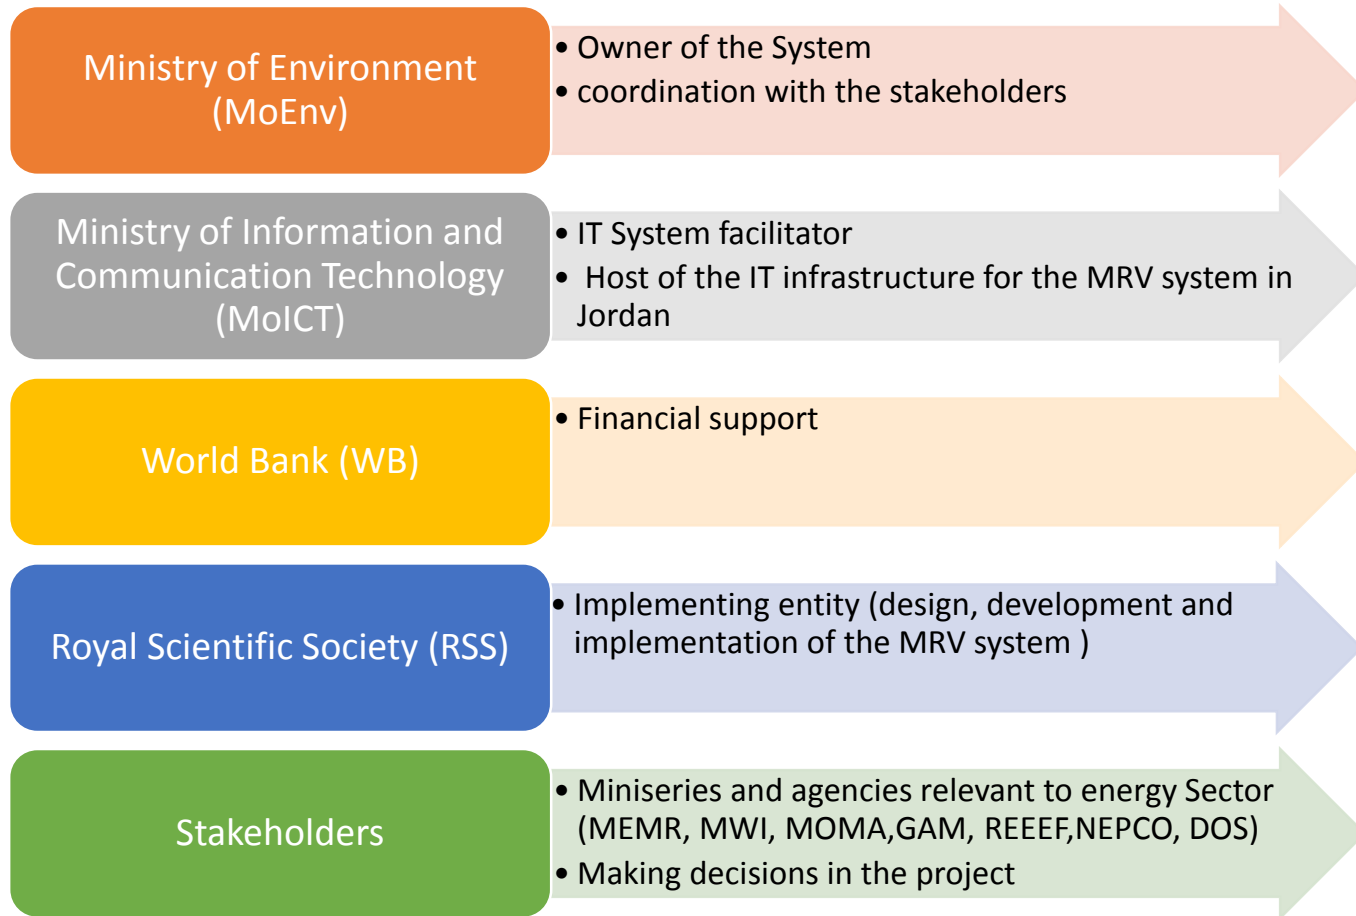 Ministry of Environment
(MoEnv)
• Owner of the System
• coordination with the stakeholders
Ministry of Information and
Communication Technology
(MoICT)
• IT System facilitator
• Host of the IT infrastructure for the MRV system in
Jordan
World Bank (WB)
• Financial support
Royal Scientific Society (RSS)
• Implementing entity (design, development and
implementation of the MRV system )
Stakeholders
• Miniseries and agencies relevant to energy Sector
(MEMR, MWI, MOMA,GAM, REEEF,NEPCO, DOS)
• Making decisions in the project